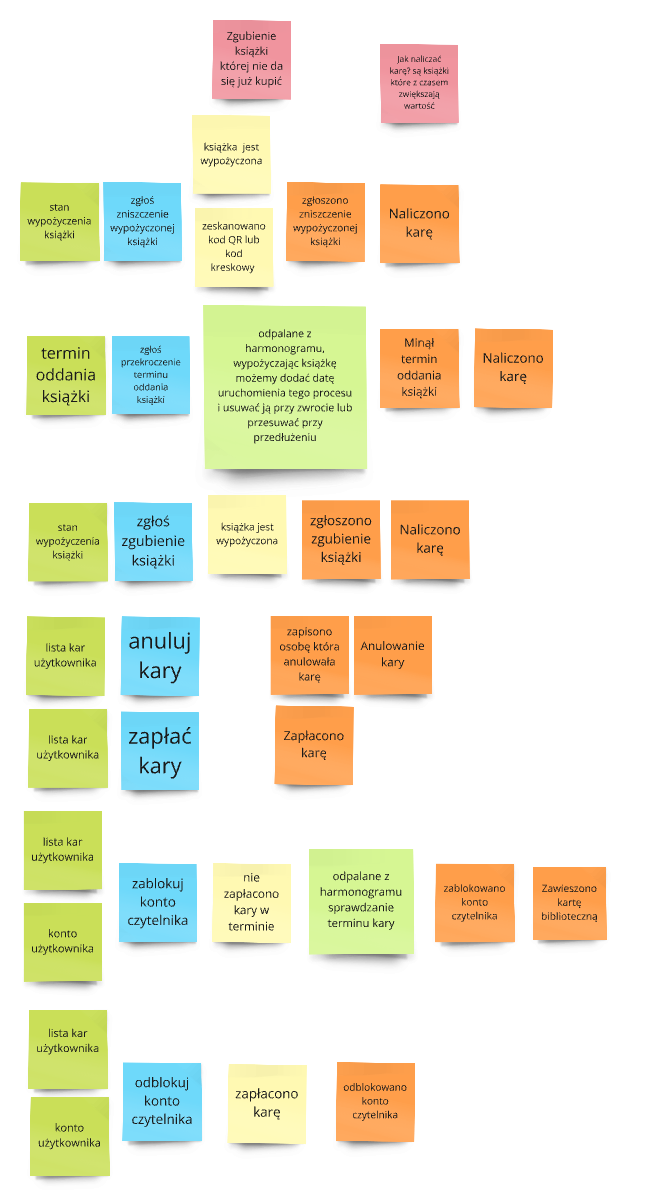 Zgubienie
książki
której nie da
się już kupić
Jak naliczać
karę? są książki
które z czasem
zwiększają
wartość
książka jest
wypożyczona
stan
wypożyczenia
książki
zgłoś
zniszczenie
wypożyczonej
książki
zeskanowano
kod QR lub
kod
kreskowy
zgłoszono
zniszczenie
wypożyczonej
książki
Naliczono
karę
termin
oddania
książki
zgłoś
przekroczenie
terminu
oddania
książki
odpalane z
harmonogramu,
wypożyczając książkę
możemy dodać datę
uruchomienia tego procesu
i usuwać ją przy zwrocie lub
przesuwać przy
przedłużeniu
Minął
termin
oddania
książki
Naliczono
karę
stan
wypożyczenia
książki
zgłoś
zgubienie
książki
książka jest
wypożyczona
zgłoszono
zgubienie
książki
Naliczono
karę
lista kar
użytkownika
anuluj
kary
zapisono
osobę która
anulowała
karę
Anulowanie
kary
lista kar
użytkownika
zapłać
kary
Zapłacono
karę
lista kar
użytkownika
konto
użytkownika
zablokuj
konto
czytelnika
nie
zapłacono
kary w
terminie
odpalane z
harmonogramu
sprawdzanie
terminu kary
zablokowano
konto
czytelnika
Zawieszono
kartę
biblioteczną
lista kar
użytkownika
konto
użytkownika
odblokuj
konto
czytelnika
zapłacono
karę
odblokowano
konto
czytelnika